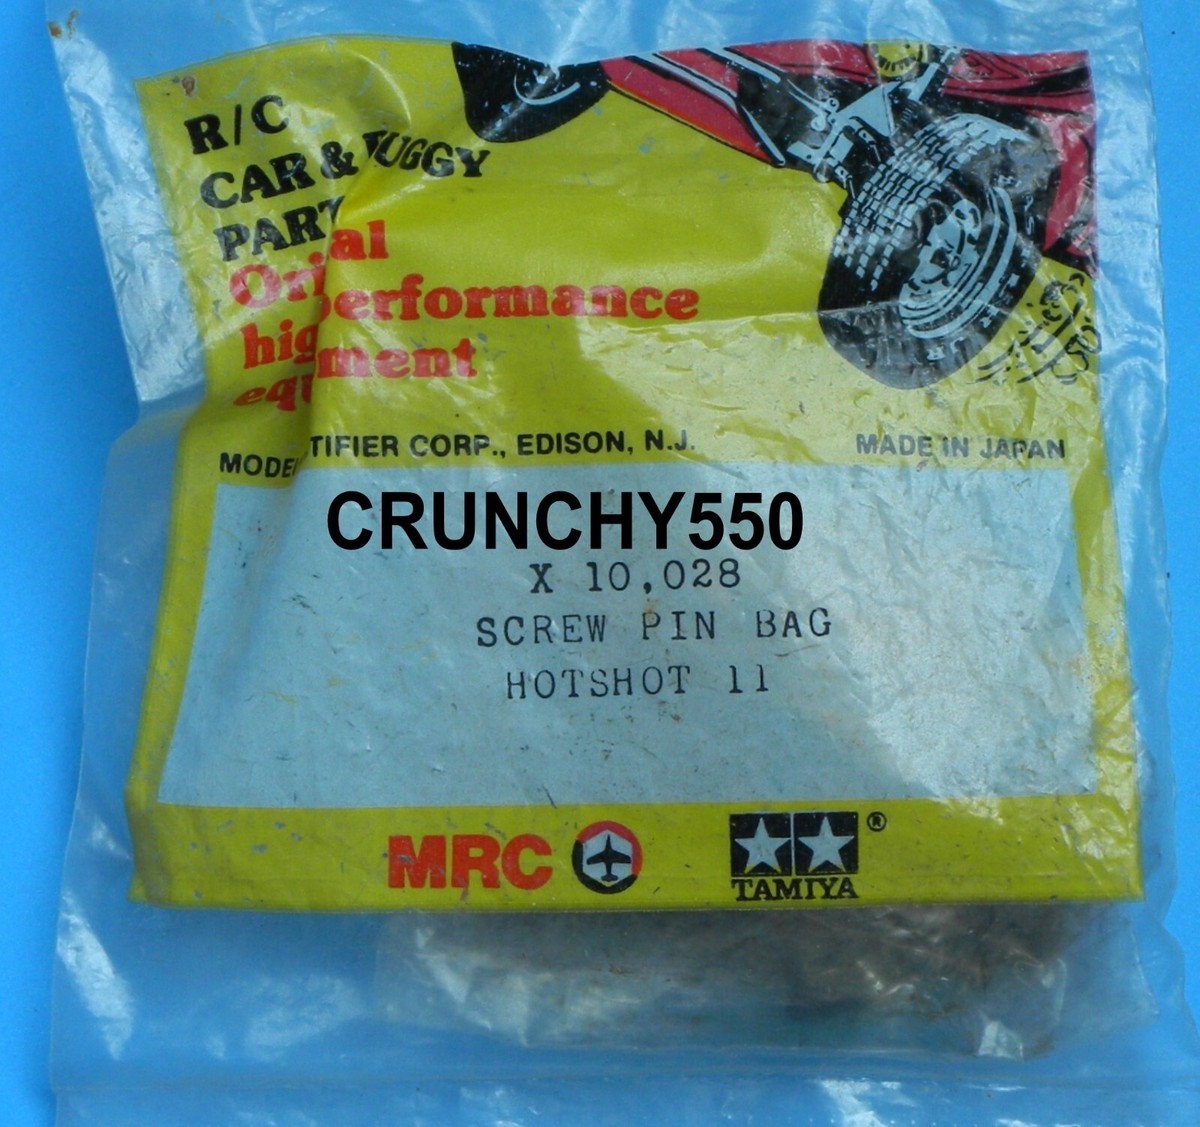 R/C
CAR & UGGY
PART
Ori al
hig performance
equ ment
MODE TIFIER CORP., EDISON, N.J.
MADE IN JAPAN
CRUNCHY550
X 10,028
SCREW PIN BAG
HOTSHOT 11
MRC
TAMIYA®